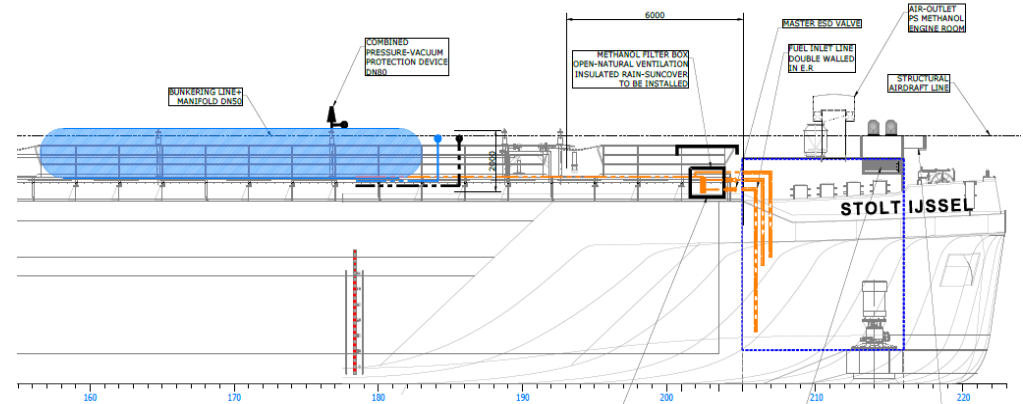 6000
AIR-OUTLET
PS METHANOL
ENGINE ROOM
MASTER ESD VALVE
COMBINED
PRESSURE-VACUUM
PROTECTION DEVICE
DN80
METHANOL FILTER BOX
OPEN-NATURAL VENTILATION
INSULATED RAIN-SUNCOVER
TO BE INSTALLED
FUEL INLET LINE
DOUBLE WALLED
IN E.R
STRUCTURAL
AIRDRAFT LINE
BUNKERING LINE+
MANIFOLD DN50
2000
STOLT IJSSEL
160
170
180
190
200
210
220